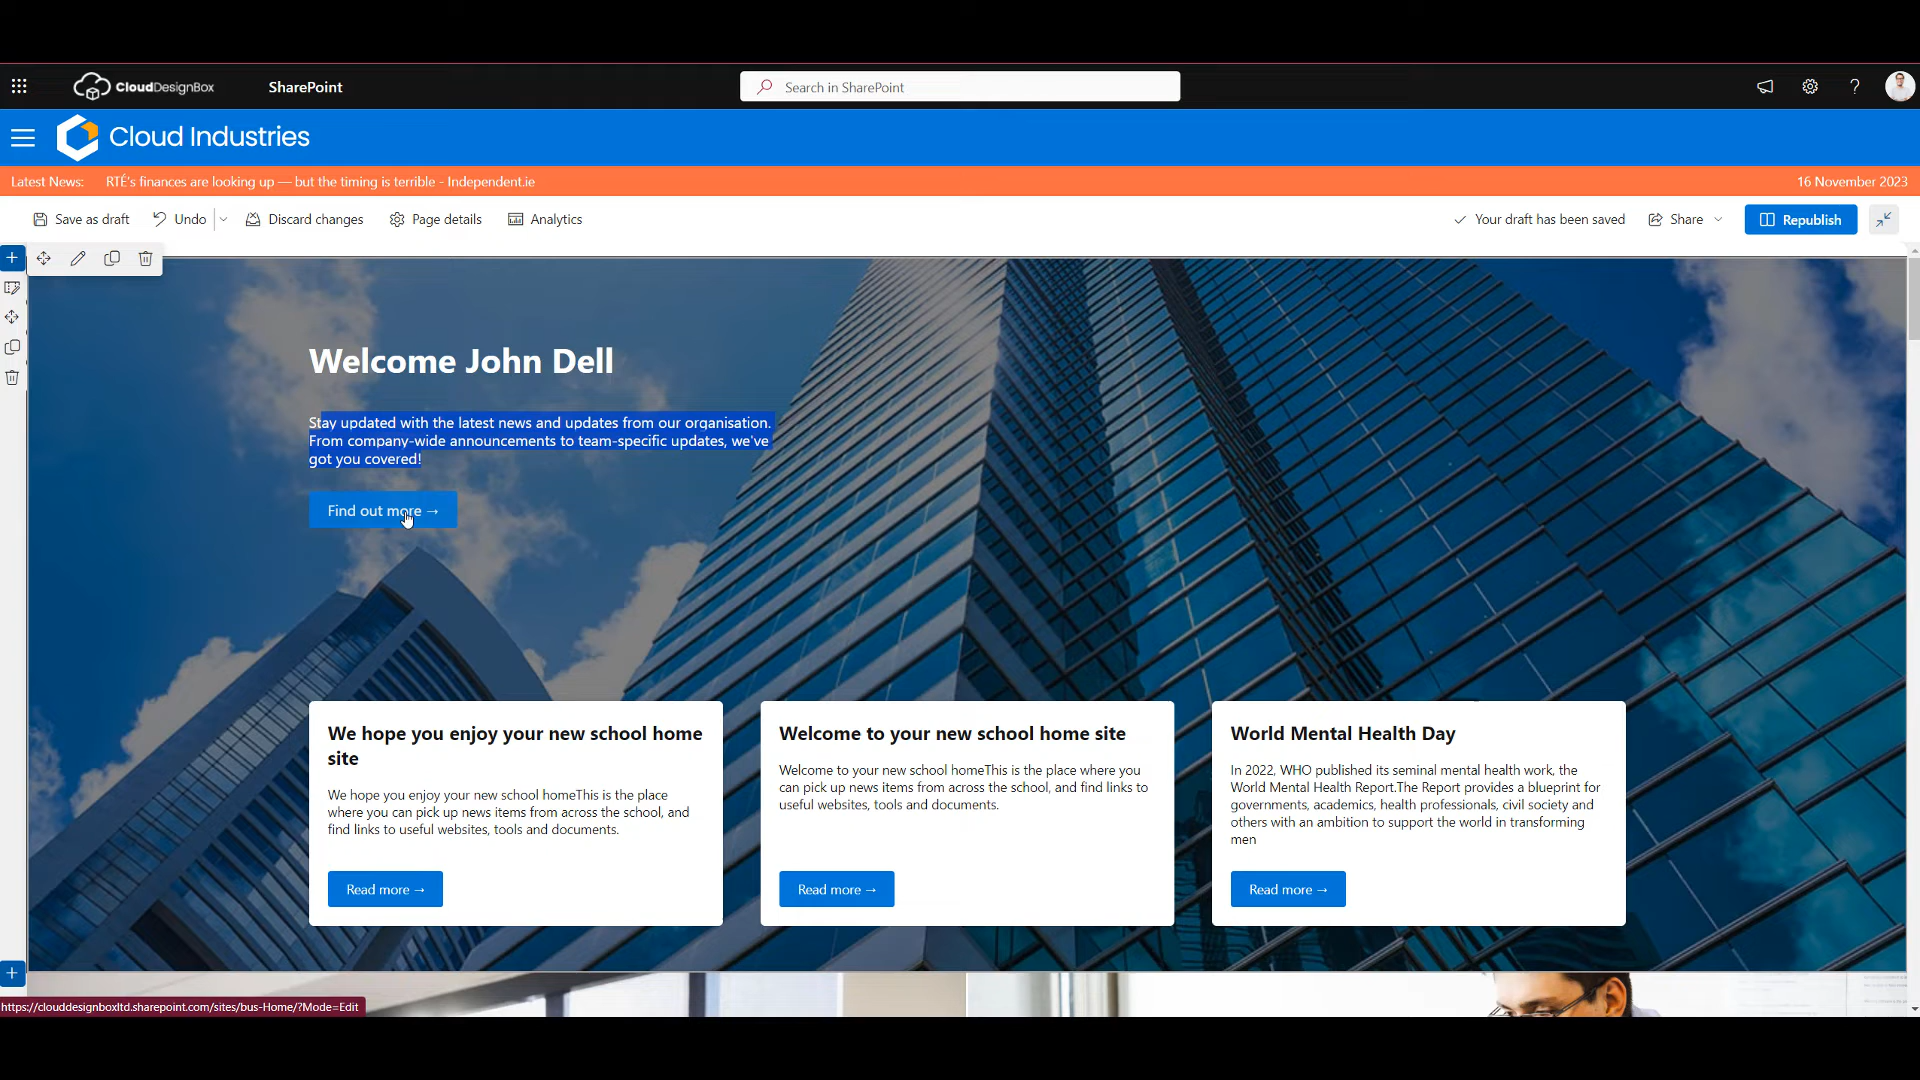 CloudDesignBox
SharePoint
Search in SharePoint
?
Cloud Industries
Latest News: RTÉ's finances are looking up — but the timing is terrible - Independent.ie
16 November 2023
Save as draft
Undo
Discard changes
Page details
Analytics
Your draft has been saved
Share
Republish
Welcome John Dell
Stay updated with the latest news and updates from our organisation.
From company-wide announcements to team-specific updates, we've
got you covered!
Find out more →
We hope you enjoy your new school home
site
We hope you enjoy your new school homeThis is the place
where you can pick up news items from across the school, and
find links to useful websites, tools and documents.
Read more →
Welcome to your new school home site
Welcome to your new school homeThis is the place where you
can pick up news items from across the school, and find links to
useful websites, tools and documents.
Read more →
World Mental Health Day
In 2022, WHO published its seminal mental health work, the
World Mental Health Report.The Report provides a blueprint for
governments, academics, health professionals, civil society and
others with an ambition to support the world in transforming
men
Read more →
https://clouddesignboxltd.sharepoint.com/sites/bus-Home/?Mode=Edit